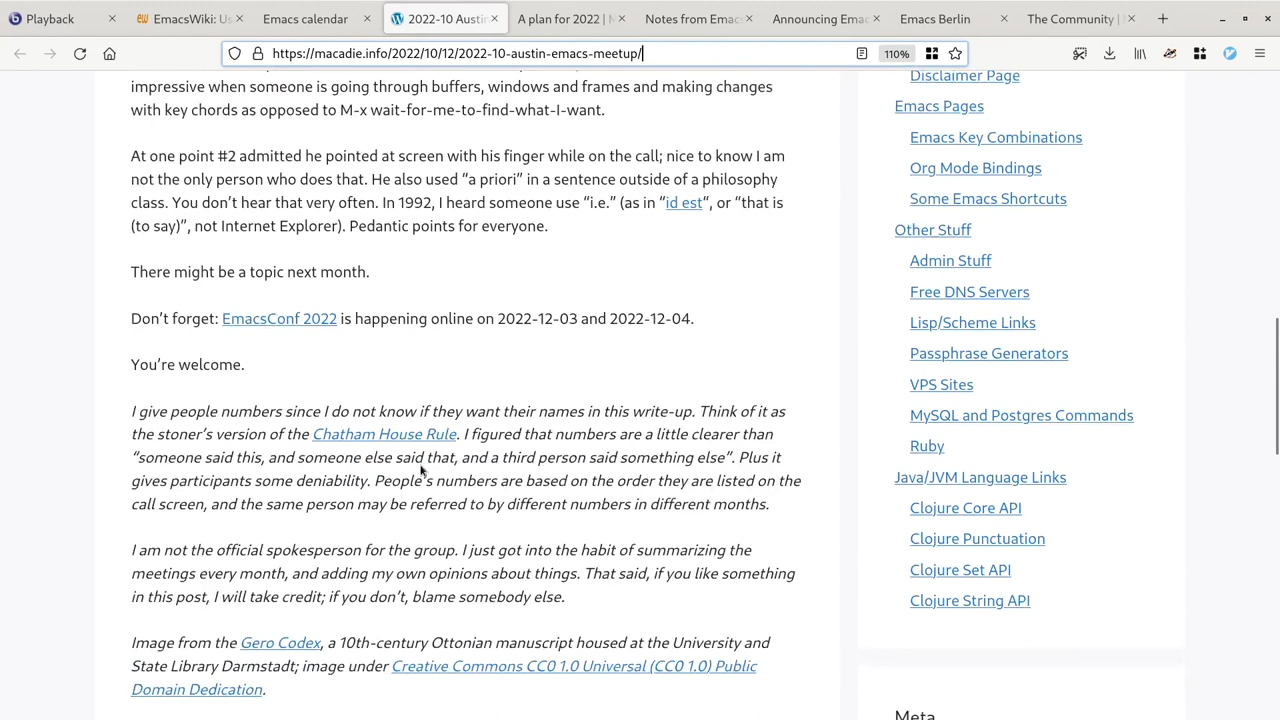 Playback
EmacsWiki: Us
Emacs calendar
2022-10 Austin
A plan for 2022 | N
Notes from Emac
Announcing Emac
Emacs Berlin
The Community |
https://macadie.info/2022/10/12/2022-10-austin-emacs-meetup/
110%
impressive when someone is going through buffers, windows and frames and making changes
with key chords as opposed to M-x wait-for-me-to-find-what-I-want.
At one point #2 admitted he pointed at screen with his finger while on the call; nice to know I am
not the only person who does that. He also used “a priori” in a sentence outside of a philosophy
class. You don’t hear that very often. In 1992, I heard someone use “i.e.” (as in “id est“, or “that is
(to say)”, not Internet Explorer). Pedantic points for everyone.
There might be a topic next month.
Don’t forget: EmacsConf 2022 is happening online on 2022-12-03 and 2022-12-04.
You’re welcome.
I give people numbers since I do not know if they want their names in this write-up. Think of it as
the stoner’s version of the Chatham House Rule. I figured that numbers are a little clearer than
“someone said this, and someone else said that, and a third person said something else”. Plus it
gives participants some deniability. People’s numbers are based on the order they are listed on the
call screen, and the same person may be referred to by different numbers in different months.
I am not the official spokesperson for the group. I just got into the habit of summarizing the
meetings every month, and adding my own opinions about things. That said, if you like something
in this post, I will take credit; if you don’t, blame somebody else.
Image from the Gero Codex, a 10th-century Ottonian manuscript housed at the University and
State Library Darmstadt; image under Creative Commons CC0 1.0 Universal (CC0 1.0) Public
Domain Dedication.
Disclaimer Page
Emacs Pages
Emacs Key Combinations
Org Mode Bindings
Some Emacs Shortcuts
Other Stuff
Admin Stuff
Free DNS Servers
Lisp/Scheme Links
Passphrase Generators
VPS Sites
MySQL and Postgres Commands
Ruby
Java/JVM Language Links
Clojure Core API
Clojure Punctuation
Clojure Set API
Clojure String API
Meta